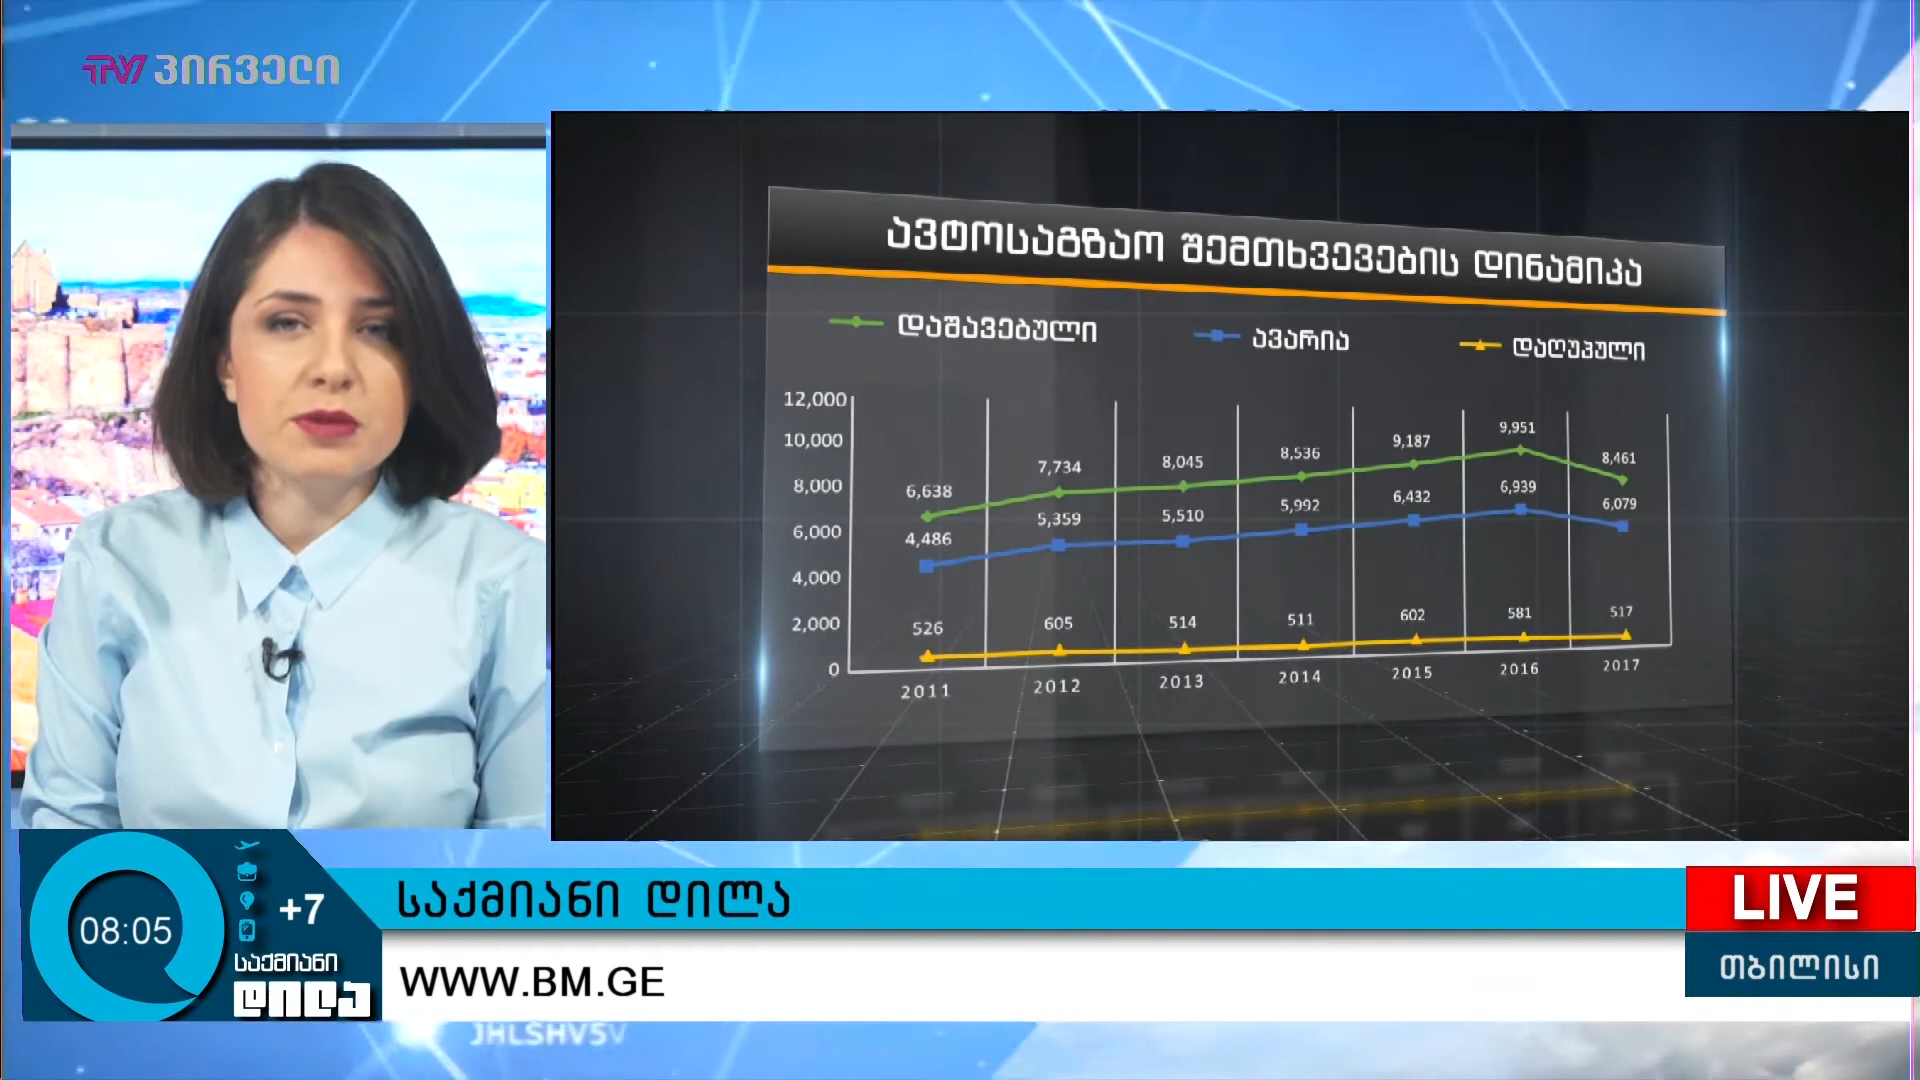 TV ᲞᲘᲠᲕᲔᲚᲘ
ავტოსაგზაო შემთხვევების დინამიკა
დაშავებული
ავარია
დაღუპული
12,000
10,000
8,000
6,000
4,000
2,000
0
6,638 7,734 8,045 8,536 9,187 9,951 8,461
4,486 5,359 5,510 5,992 6,432 6,939 6,079
526 605 514 511 602 581 517
2011 2012 2013 2014 2015 2016 2017
08:05
+7
საქმიანი
დილა
საქმიანი დილა
WWW.BM.GE
LIVE
თბილისი